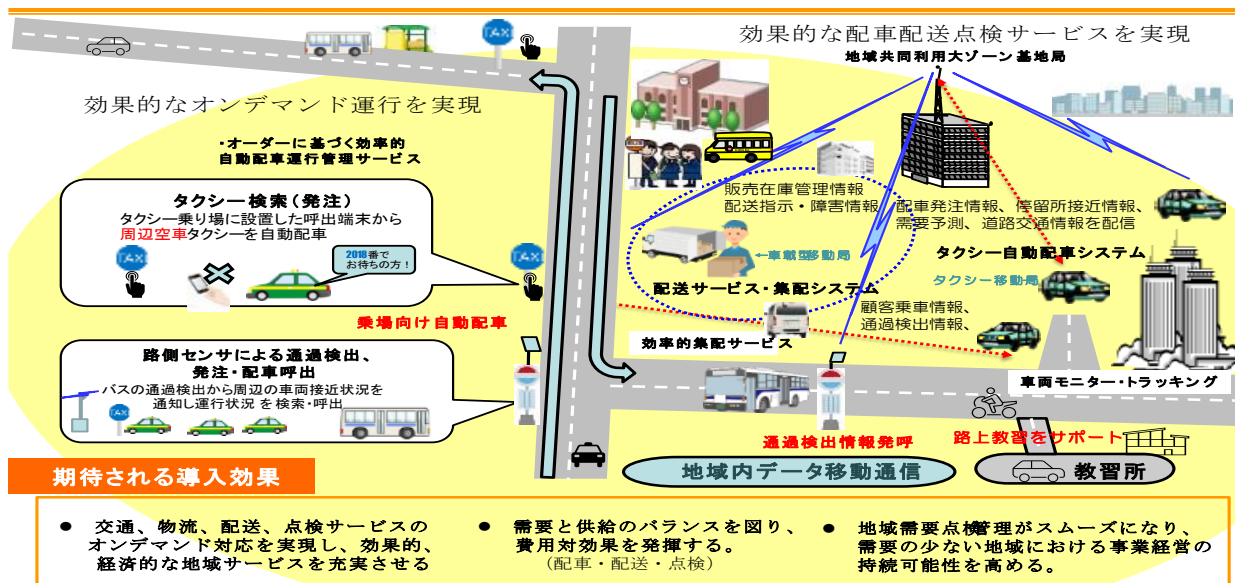 TAXI
効果的な配車配送点検サービスを実現
地域共同利用大ゾーン基地局
効果的なオンデマンド運行を実現
・オーダーに基づく効率的
自動配車運行管理サービス
販売在庫管理情報
配送指示・障害情報
配車発注情報、停留所接近情報、
需要予測、道路交通情報を配信
タクシー検索(発注)
タクシー乗り場に設置した呼出端末から
周辺空車タクシーを自動配車
TAXI
2018番で
お待ちの方!
TAXI
←車載型移動局
タクシー自動配車システム
タクシー移動局
配送サービス・集配システム
顧客乗車情報、
通過検出情報、
乗場向け自動配車
効率的集配サービス
路側センサによる通過検出、
発注・配車呼出
バスの通過検出から周辺の車両接近状況を
通知し運行状況 を検索・呼出
TAXI
車両モニター・トラッキング
通過検出情報発呼
路上教習をサポート
地域内データ移動通信
教習所
期待される導入効果
● 交通、物流、配送、点検サービスの
オンデマンド対応を実現し、効果的、
経済的な地域サービスを充実させる
● 需要と供給のバランスを図り、
費用対効果を発揮する。
(配車・配送・点検)
● 地域需要点検管理がスムーズになり、
需要の少ない地域における事業経営の
持続可能性を高める。